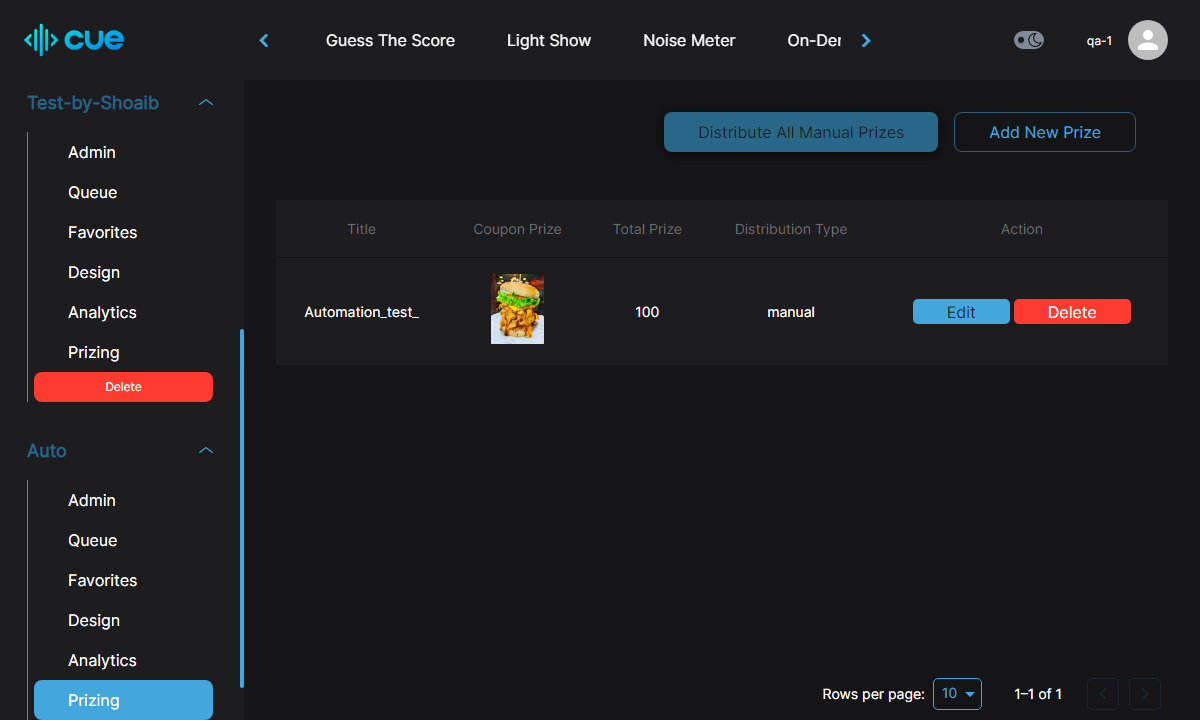 cue
Guess The Score
Light Show
Noise Meter
On-Der
qa-1
Test-by-Shoaib
Admin
Queue
Favorites
Design
Analytics
Prizing
Delete
Auto
Admin
Queue
Favorites
Design
Analytics
Prizing
Distribute All Manual Prizes
Add New Prize
Title Coupon Prize Total Prize Distribution Type Action
Automation_test_ 100 manual Edit Delete
Rows per page: 10 1–1 of 1